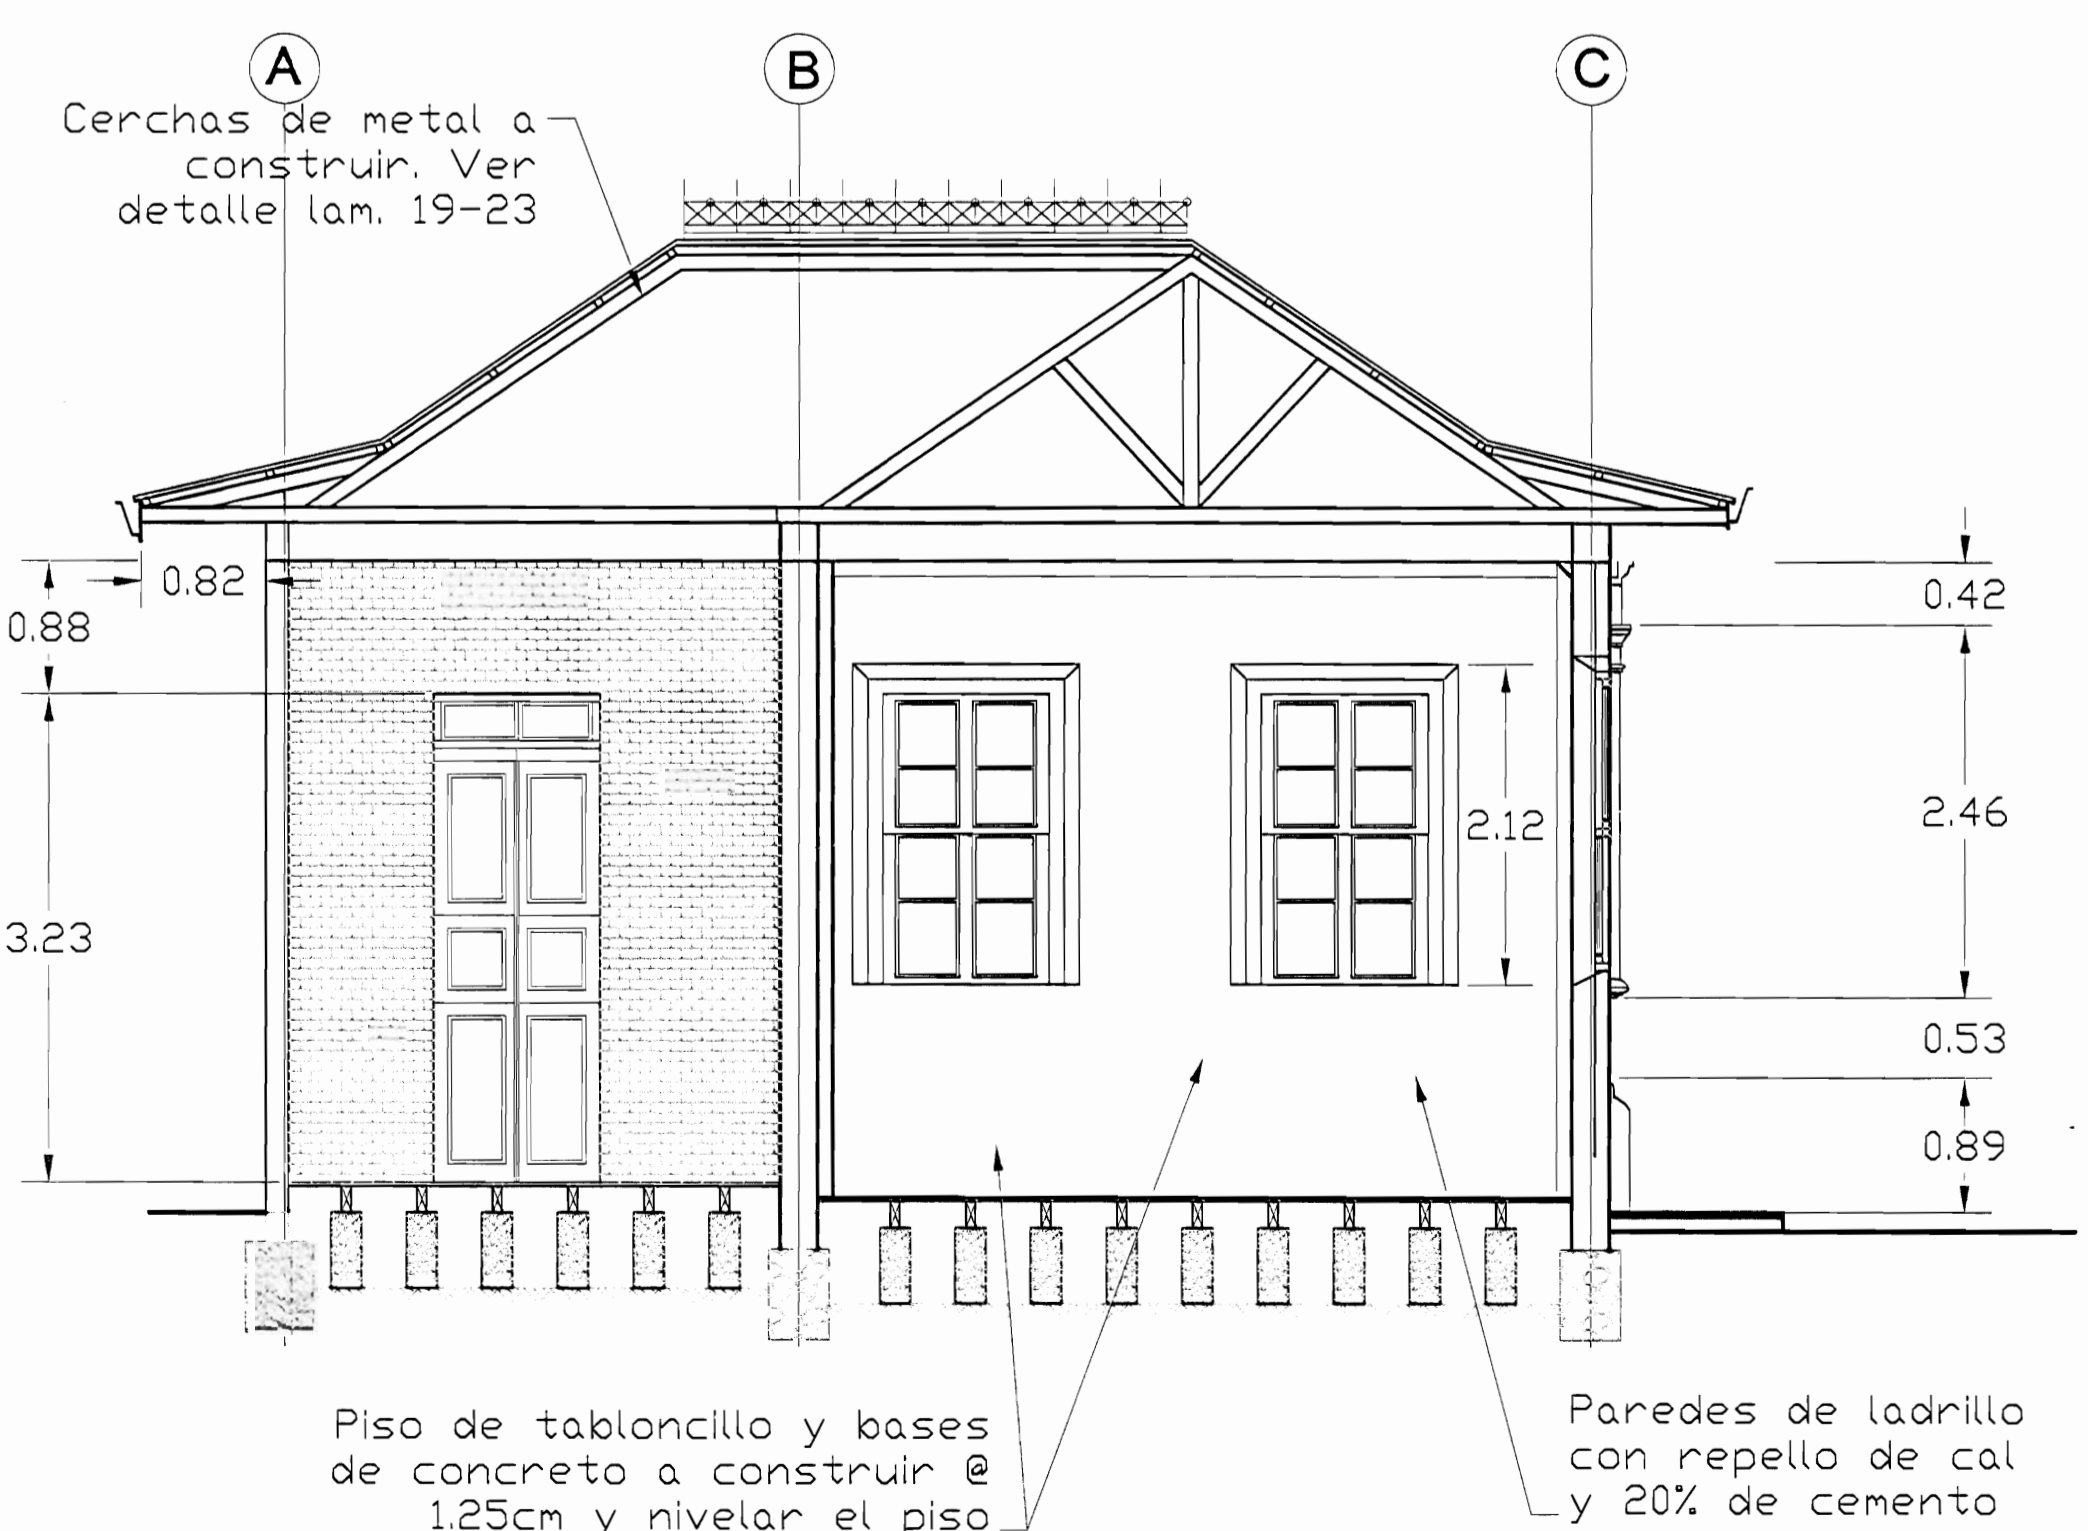 A
B
C
Cerchas de metal a
construir. Ver
detalle lam. 19-23
0.82
0.88
0.42
2.12
2.46
3.23
0.53
0.89
Piso de tabloncillo y bases
de concreto a construir @
1.25cm y nivelar el piso
Paredes de ladrillo
con repello de cal
y 20% de cemento